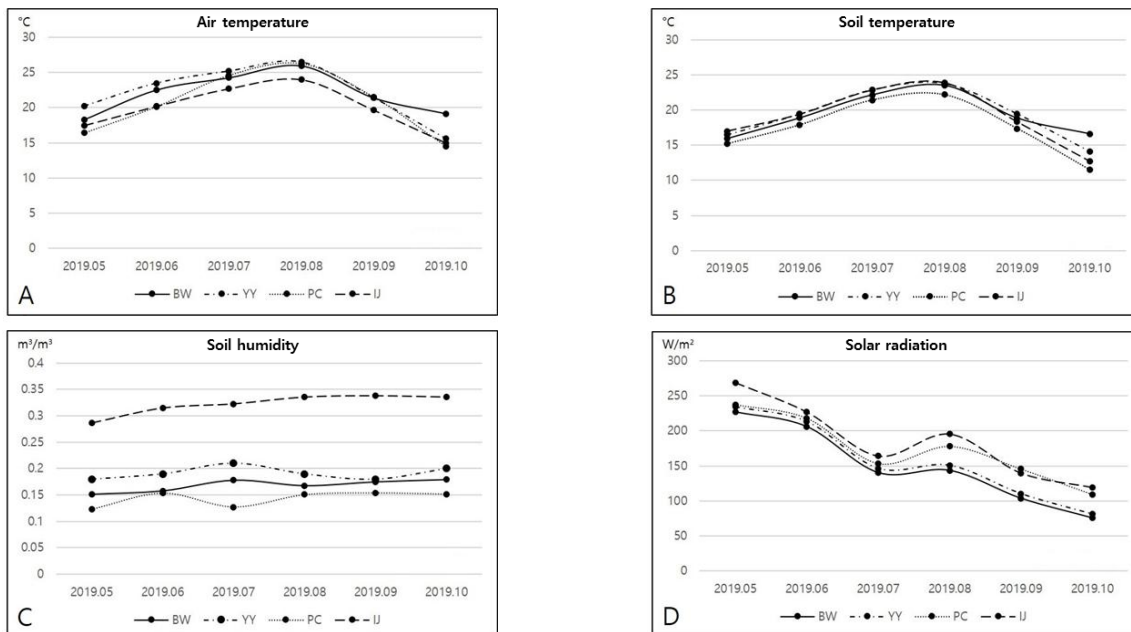 Air temperature
°C
30
25
20
15
10
5
0
2019.05 2019.06 2019.07 2019.08 2019.09 2019.10
A
BW YY PC IJ
Soil temperature
°C
30
25
20
15
10
5
0
2019.05 2019.06 2019.07 2019.08 2019.09 2019.10
B
BW YY PC IJ
Soil humidity
m³/m³
0.4
0.35
0.3
0.25
0.2
0.15
0.1
0.05
0
2019.05 2019.06 2019.07 2019.08 2019.09 2019.10
C
BW YY PC IJ
Solar radiation
W/m²
300
250
200
150
100
50
0
2019.05 2019.06 2019.07 2019.08 2019.09 2019.10
D
BW YY PC IJ